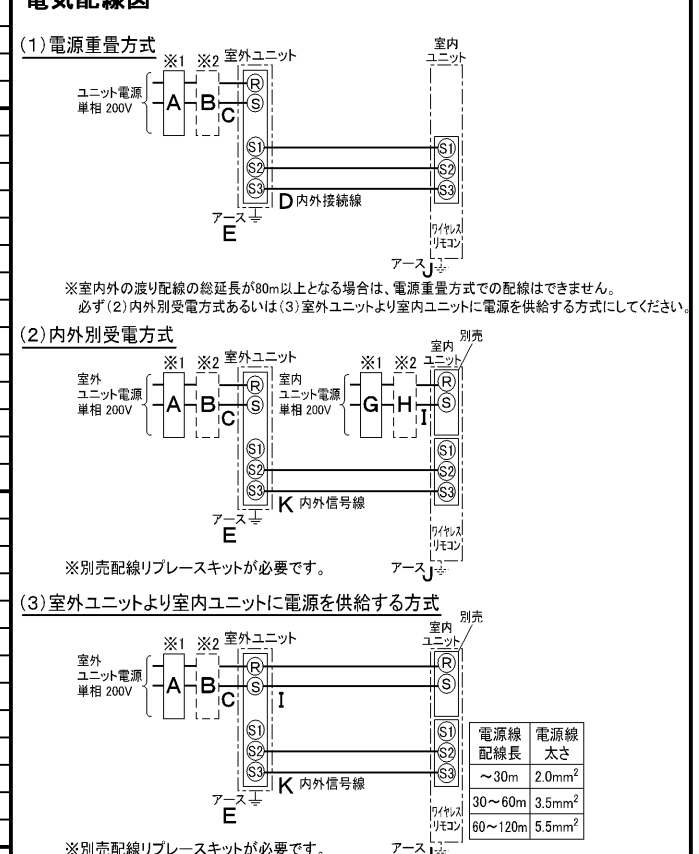 電気配線図
(1)電源重畳方式
※1 ※2 室外ユニット
室内
ユニット
ユニット電源
単相 200V
A B C
R
S
S1 S1
S2 S2
S3 S3
D 内外接続線
アース
E
ワイヤレス
リモコン
アース J
※室内外の渡り配線の総延長が80m以上となる場合は、電源重畳方式での配線はできません。
必ず(2)内外別受電方式あるいは(3)室外ユニットより室内ユニットに電源を供給する方式にしてください。
(2)内外別受電方式
別売
※1 ※2 室外ユニット
※1 ※2
室内
ユニット
室外
ユニット電源
単相 200V
A B C
R
S
室内
ユニット電源
単相 200V
G H I
R
S
S1 S1
S2 S2
S3 S3
K 内外信号線
アース
E
ワイヤレス
リモコン
※別売配線リプレースキットが必要です。
アース J
(3)室外ユニットより室内ユニットに電源を供給する方式
別売
※1 ※2 室外ユニット
室内
ユニット
室外
ユニット電源
単相 200V
A B C
R R
S S
I
S1 S1
S2 S2
S3 S3
K 内外信号線
アース
E
ワイヤレス
リモコン
電源線 電源線
配線長 太さ
～30m 2.0mm²
30～60m 3.5mm²
60～120m 5.5mm²
※別売配線リプレースキットが必要です。
アース J